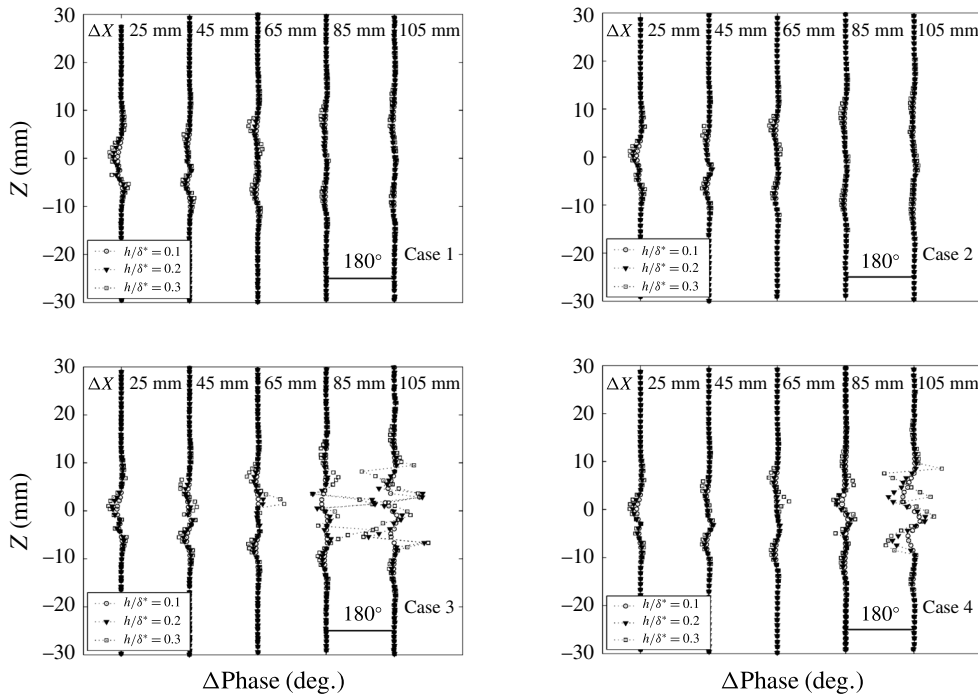 30
ΔX 25 mm 45 mm 65 mm 85 mm 105 mm
20
10
Z (mm)
0
−10
−20
−30
h/δ* = 0.1
h/δ* = 0.2
h/δ* = 0.3
180°
Case 1
30
ΔX 25 mm 45 mm 65 mm 85 mm 105 mm
20
10
0
−10
−20
−30
h/δ* = 0.1
h/δ* = 0.2
h/δ* = 0.3
180°
Case 2
30
ΔX 25 mm 45 mm 65 mm 85 mm 105 mm
20
10
Z (mm)
0
−10
−20
−30
h/δ* = 0.1
h/δ* = 0.2
h/δ* = 0.3
180°
Case 3
ΔPhase (deg.)
30
ΔX 25 mm 45 mm 65 mm 85 mm 105 mm
20
10
0
−10
−20
−30
h/δ* = 0.1
h/δ* = 0.2
h/δ* = 0.3
180°
Case 4
ΔPhase (deg.)